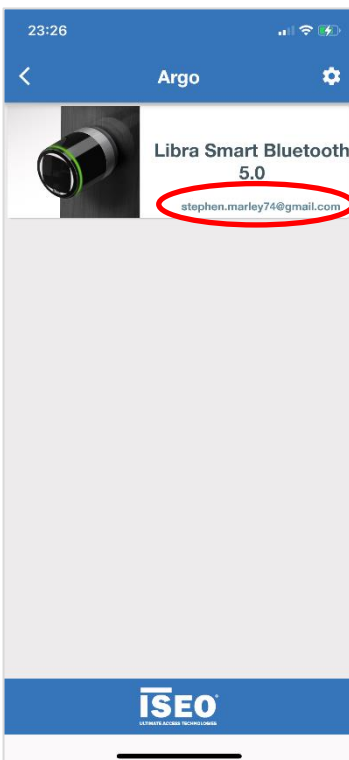 23:26
Argo
Libra Smart Bluetooth
5.0
stephen.marley74@gmail.com
ISEO
ULTIMATE ACCESS TECHNOLOGIES